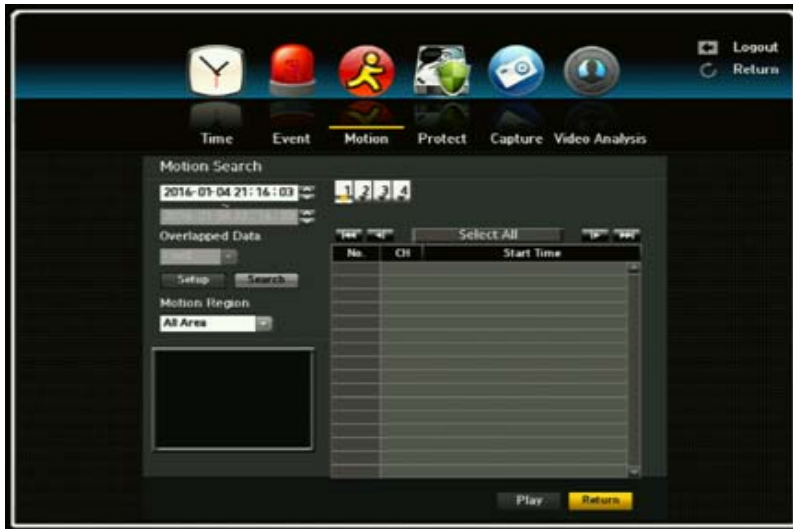 Logout
Return
Time Event Motion Protect Capture Video Analysis
Motion Search
2016-01-04 21:16:03
~
1 2 3 4
Overlapped Data
Select All
No. CH Start Time
Setup Search
Motion Region
All Area
Play Return